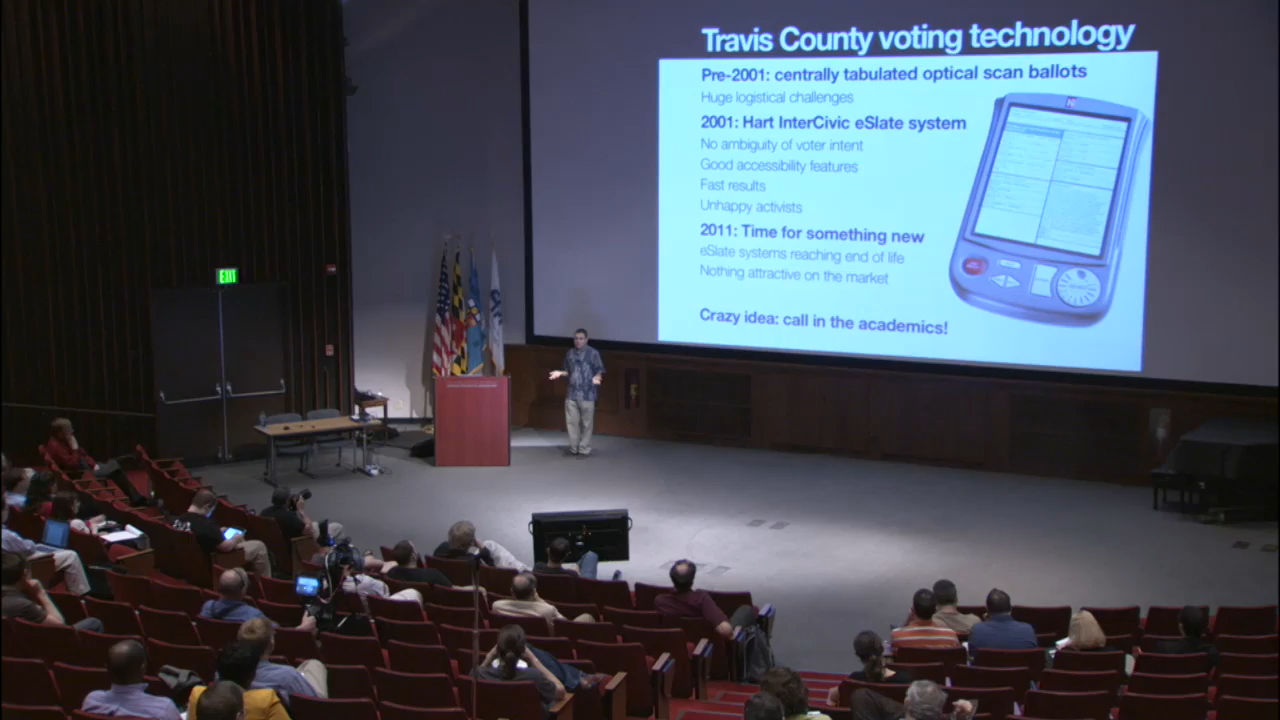 Travis County voting technology
Pre-2001: centrally tabulated optical scan ballots
Huge logistical challenges
2001: Hart InterCivic eSlate system
No ambiguity of voter intent
Good accessibility features
Fast results
Unhappy activists
2011: Time for something new
eSlate systems reaching end of life
Nothing attractive on the market
Crazy idea: call in the academics!
EXIT